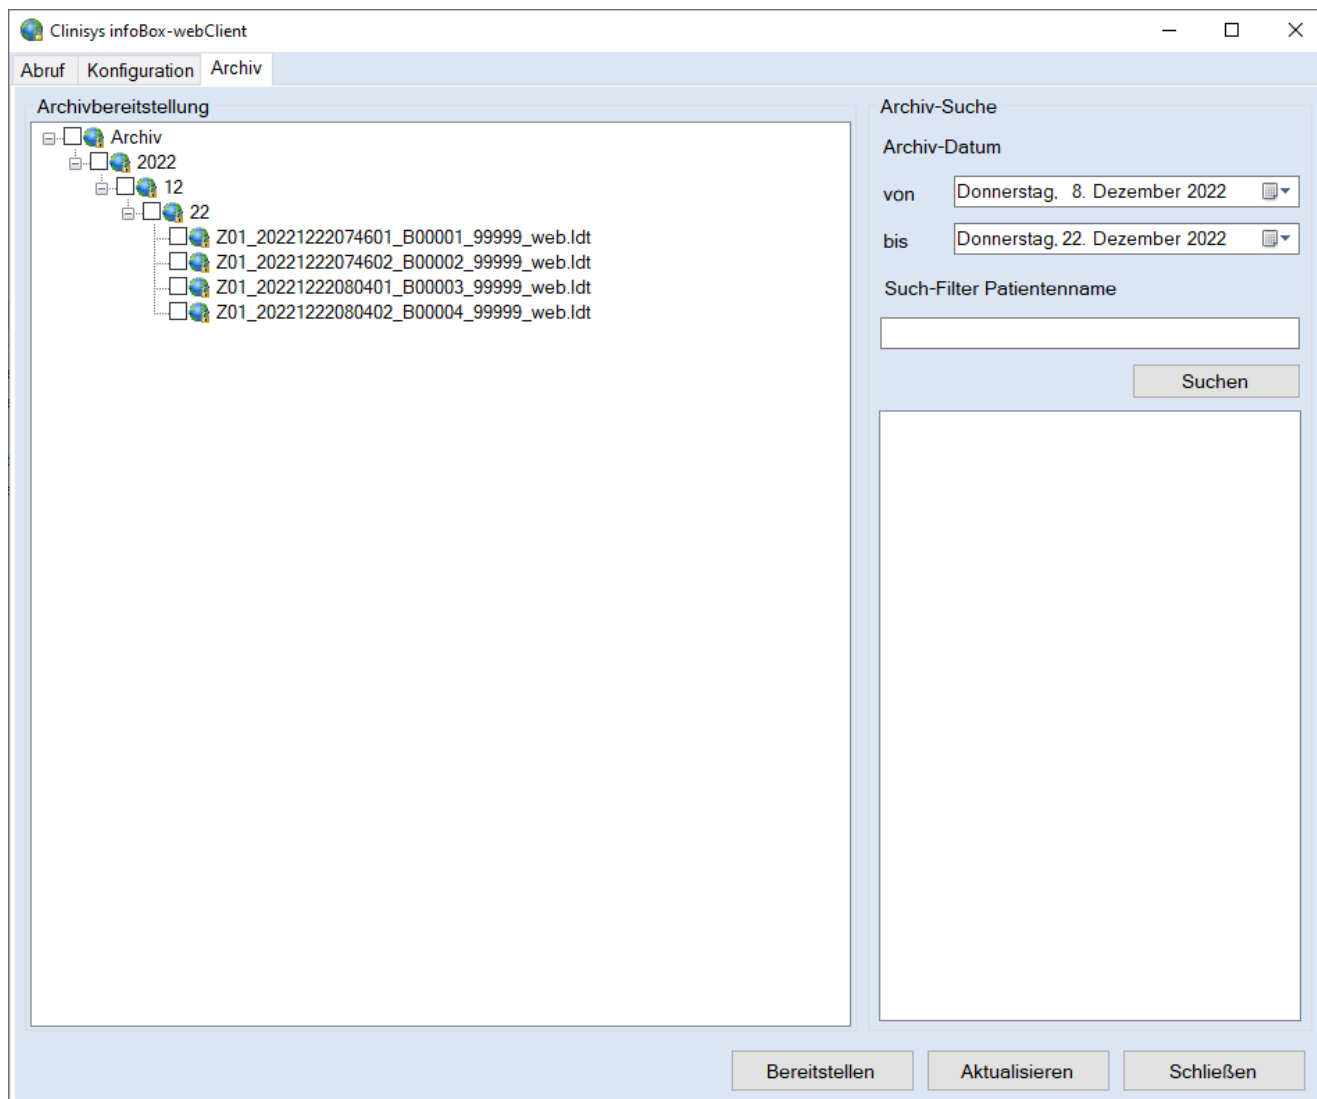 Clinisys infoBox-webClient
Abruf Konfiguration Archiv
Archivbereitstellung
Archiv
2022
12
22
Z01_20221222074601_B00001_99999_web.ldt
Z01_20221222074602_B00002_99999_web.ldt
Z01_20221222080401_B00003_99999_web.ldt
Z01_20221222080402_B00004_99999_web.ldt
Archiv-Suche
Archiv-Datum
von Donnerstag, 8. Dezember 2022
bis Donnerstag, 22. Dezember 2022
Such-Filter Patientenname
Suchen
Bereitstellen Aktualisieren Schließen